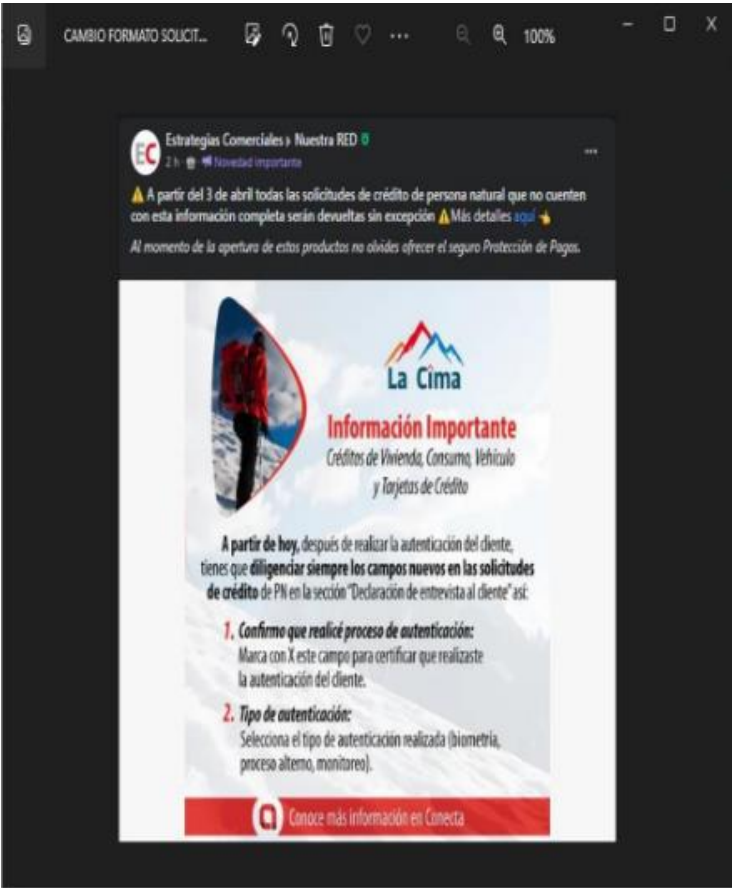 CAMBIO FORMATO SOLICIT...
100%
EC
Estrategias Comerciales › Nuestra RED
2 h · Novedad importante
⚠ A partir del 3 de abril todas las solicitudes de crédito de persona natural que no cuenten
con esta información completa serán devueltas sin excepción ⚠ Más detalles aquí 👈
Al momento de la apertura de estos productos no olvides ofrecer el seguro Protección de Pagos.
La Cima
Información Importante
Créditos de Vivienda, Consumo, Vehículo
y Tarjetas de Crédito
A partir de hoy, después de realizar la autenticación del cliente,
tienes que diligenciar siempre los campos nuevos en las solicitudes
de crédito de PN en la sección "Declaración de entrevista al cliente" así:
1. Confirmo que realicé proceso de autenticación:
Marca con X este campo para certificar que realizaste
la autenticación del cliente.
2. Tipo de autenticación:
Selecciona el tipo de autenticación realizada (biometría,
proceso alterno, monitoreo).
Conoce más información en Conecta